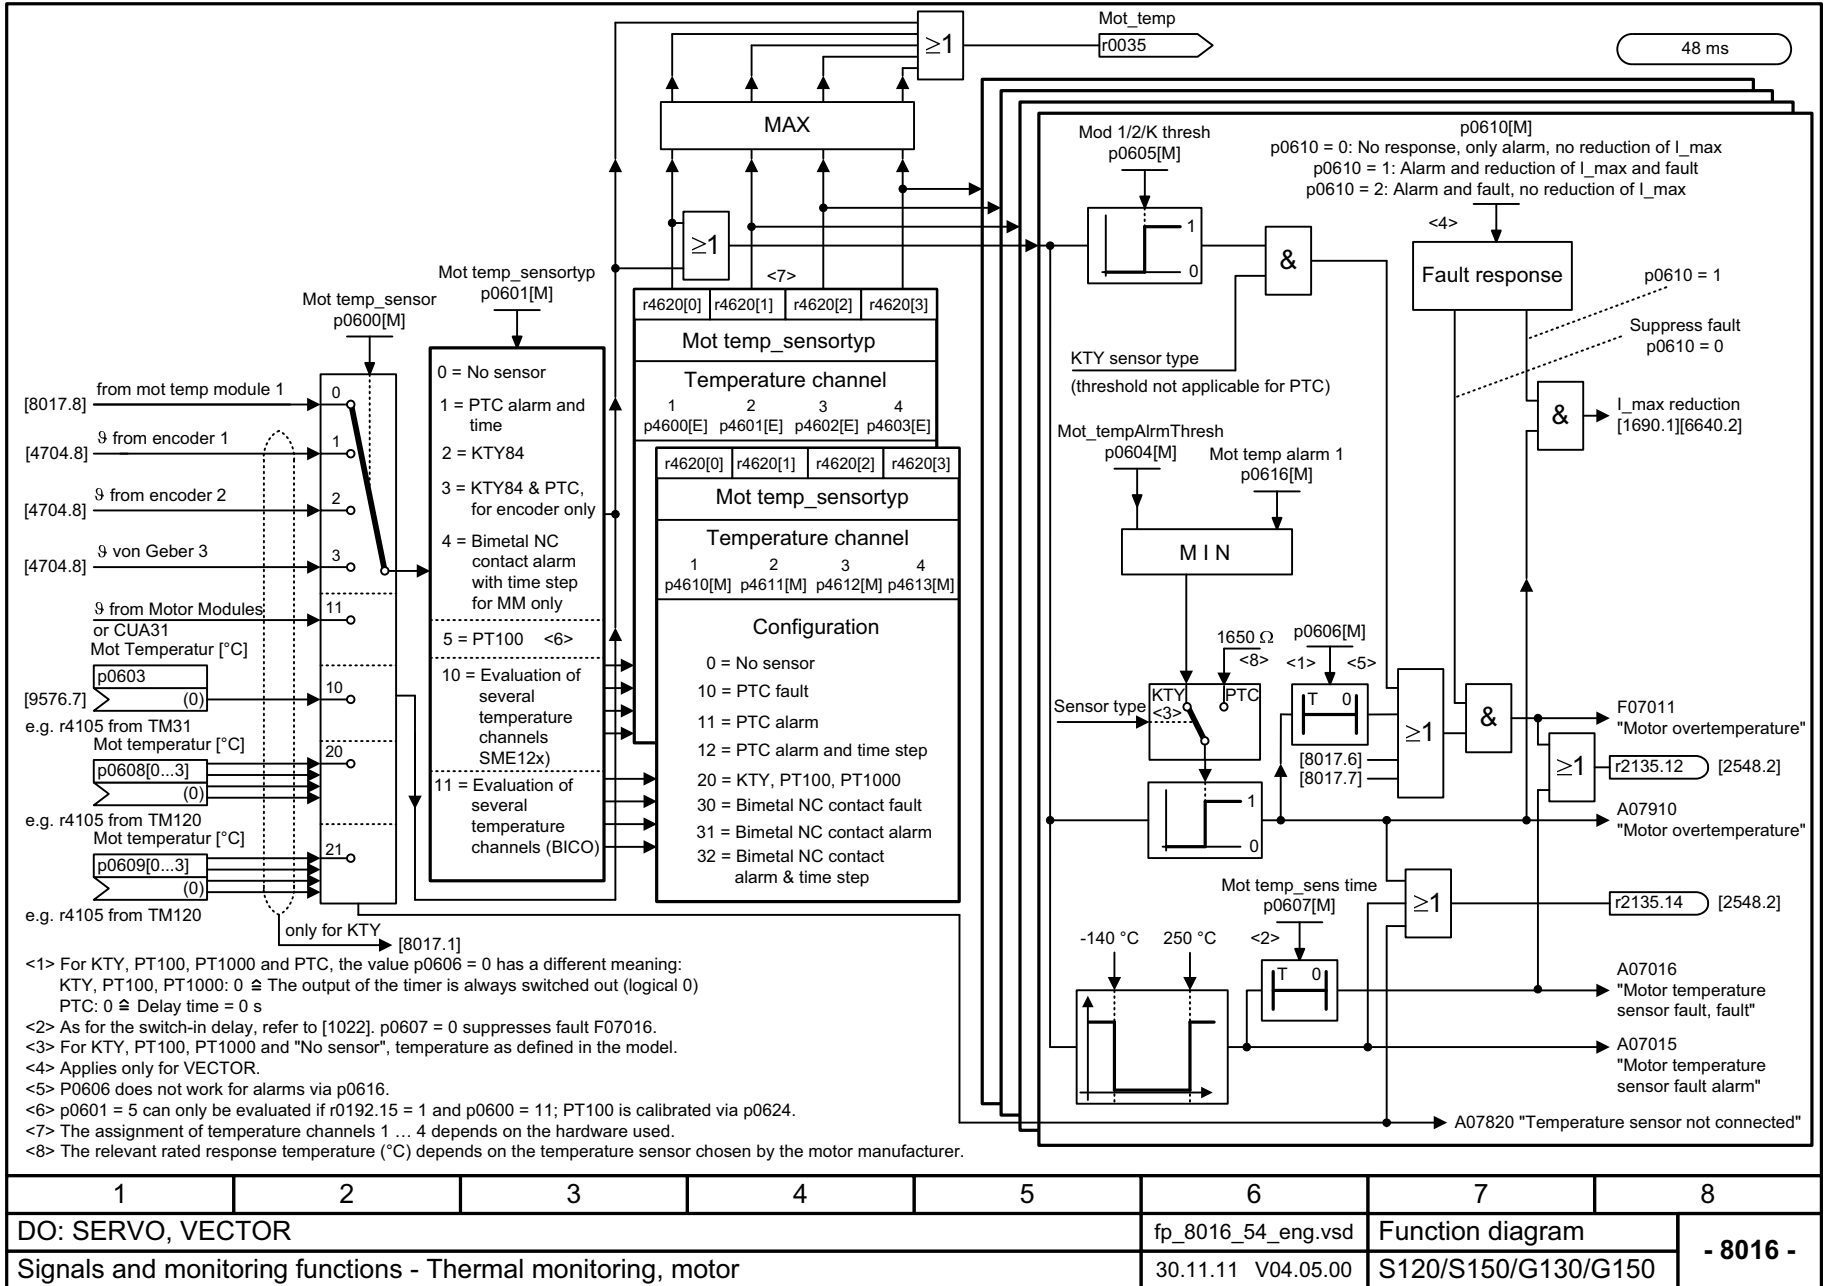 Mot_temp
r0035
48 ms
≥1
MAX
≥1
<7>
Mot temp_sensor
p0600[M]
Mot temp_sensortyp
p0601[M]
[8017.8]
from mot temp module 1
0
[4704.8]
ϑ from encoder 1
1
[4704.8]
ϑ from encoder 2
2
[4704.8]
ϑ von Geber 3
3
ϑ from Motor Modules
or CUA31
11
Mot Temperatur [°C]
p0603
(0)
[9576.7]
10
e.g. r4105 from TM31
Mot temperatur [°C]
p0608[0...3]
(0)
20
e.g. r4105 from TM120
Mot temperatur [°C]
p0609[0...3]
(0)
21
e.g. r4105 from TM120
only for KTY
[8017.1]
0 = No sensor
1 = PTC alarm and
time
2 = KTY84
3 = KTY84 & PTC,
for encoder only
4 = Bimetal NC
contact alarm
with time step
for MM only
5 = PT100 <6>
10 = Evaluation of
several
temperature
channels
SME12x)
11 = Evaluation of
several
temperature
channels (BICO)
r4620[0] r4620[1] r4620[2] r4620[3]
Mot temp_sensortyp
Temperature channel
1 2 3 4
p4600[E] p4601[E] p4602[E] p4603[E]
r4620[0] r4620[1] r4620[2] r4620[3]
Mot temp_sensortyp
Temperature channel
1 2 3 4
p4610[M] p4611[M] p4612[M] p4613[M]
Configuration
0 = No sensor
10 = PTC fault
11 = PTC alarm
12 = PTC alarm and time step
20 = KTY, PT100, PT1000
30 = Bimetal NC contact fault
31 = Bimetal NC contact alarm
32 = Bimetal NC contact
alarm & time step
Mod 1/2/K thresh
p0605[M]
1
0
&
KTY sensor type
(threshold not applicable for PTC)
p0610[M]
p0610 = 0: No response, only alarm, no reduction of I_max
p0610 = 1: Alarm and reduction of I_max and fault
p0610 = 2: Alarm and fault, no reduction of I_max
<4>
Fault response
p0610 = 1
Suppress fault
p0610 = 0
&
I_max reduction
[1690.1][6640.2]
Mot_tempAlrmThresh
p0604[M]
Mot temp alarm 1
p0616[M]
M I N
1650 Ω
<8>
p0606[M]
<1> <5>
Sensor type
KTY
<3>
PTC
T 0
[8017.6]
[8017.7]
≥1
&
F07011
"Motor overtemperature"
≥1
r2135.12
[2548.2]
1
0
A07910
"Motor overtemperature"
Mot temp_sens time
p0607[M]
<2>
≥1
r2135.14
[2548.2]
-140 °C
250 °C
T 0
A07016
"Motor temperature
sensor fault, fault"
A07015
"Motor temperature
sensor fault alarm"
A07820 "Temperature sensor not connected"
<1> For KTY, PT100, PT1000 and PTC, the value p0606 = 0 has a different meaning:
KTY, PT100, PT1000: 0 ≙ The output of the timer is always switched out (logical 0)
PTC: 0 ≙ Delay time = 0 s
<2> As for the switch-in delay, refer to [1022]. p0607 = 0 suppresses fault F07016.
<3> For KTY, PT100, PT1000 and "No sensor", temperature as defined in the model.
<4> Applies only for VECTOR.
<5> P0606 does not work for alarms via p0616.
<6> p0601 = 5 can only be evaluated if r0192.15 = 1 and p0600 = 11; PT100 is calibrated via p0624.
<7> The assignment of temperature channels 1 … 4 depends on the hardware used.
<8> The relevant rated response temperature (°C) depends on the temperature sensor chosen by the motor manufacturer.
1 2 3 4 5 6 7 8
DO: SERVO, VECTOR
fp_8016_54_eng.vsd
Function diagram
- 8016 -
Signals and monitoring functions - Thermal monitoring, motor
30.11.11 V04.05.00
S120/S150/G130/G150